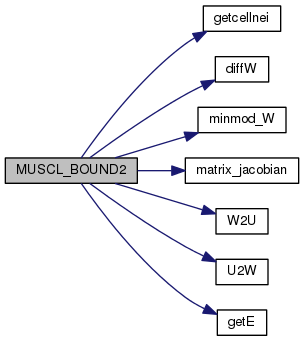 getcellnei
diffW
minmod_W
MUSCL_BOUND2
matrix_jacobian
W2U
U2W
getE